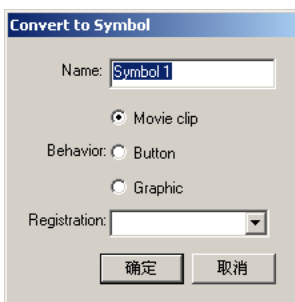 Convert to Symbol
Name: Symbol 1
Movie clip
Behavior: Button
Graphic
Registration:
确定 取消